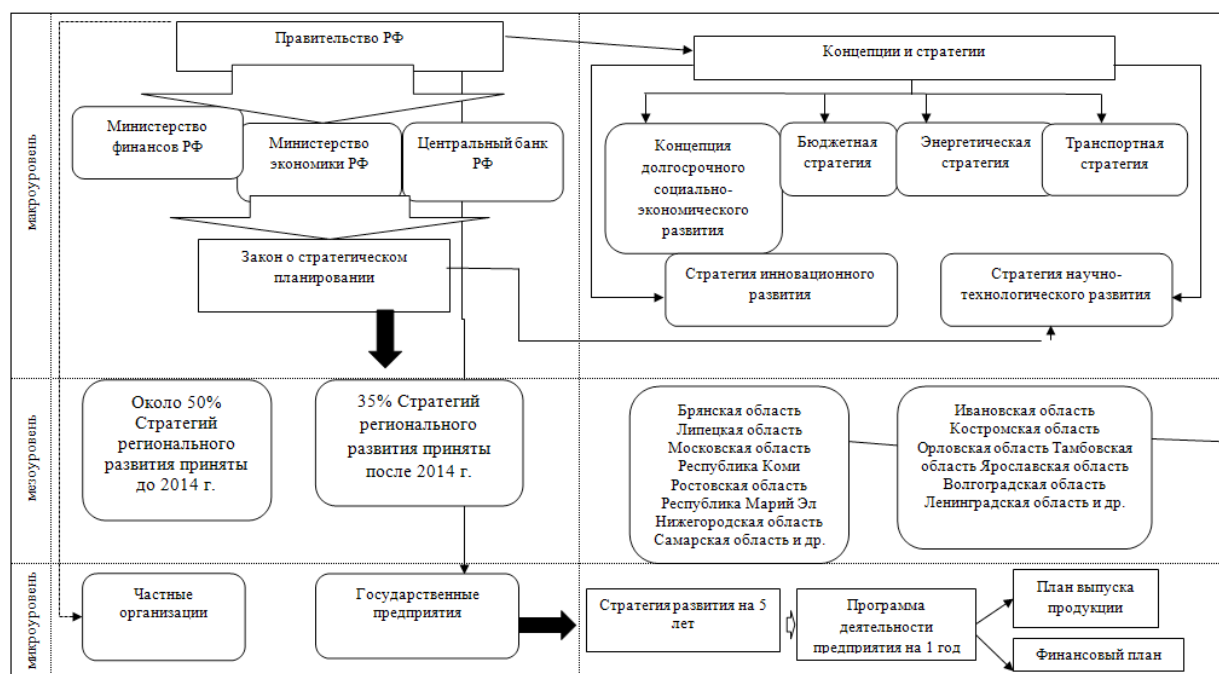 макроуровень
Правительство РФ
Концепции и стратегии
Министерство
финансов РФ
Министерство
экономики РФ
Центральный банк
РФ
Концепция
долгосрочного
социально-
экономического
развития
Бюджетная
стратегия
Энергетическая
стратегия
Транспортная
стратегия
Закон о стратегическом
планировании
Стратегия инновационного
развития
Стратегия научно-
технологического развития
мезоуровень
Около 50%
Стратегий
регионального
развития приняты
до 2014 г.
35% Стратегий
регионального
развития приняты
после 2014 г.
Брянская область
Липецкая область
Московская область
Республика Коми
Ростовская область
Республика Марий Эл
Нижегородская область
Самарская область и др.
Ивановская область
Костромская область
Орловская область Тамбовская
область Ярославская область
Волгоградская область
Ленинградская область и др.
микроуровень
Частные
организации
Государственные
предприятия
Стратегия развития на 5
лет
Программа
деятельности
предприятия на 1 год
План выпуска
продукции
Финансовый план